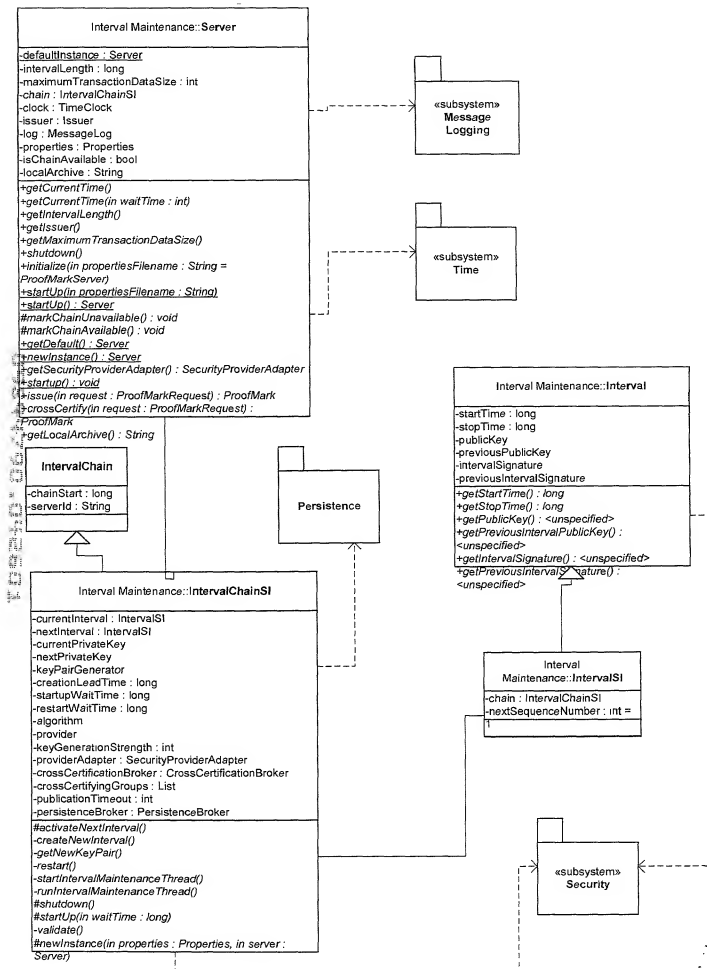 Interval Maintenance::Server
-defaultInstance : Server
-intervalLength : long
-maximumTransactionDataSize : int
-chain : IntervalChainSI
-clock : TimeClock
-issuer : Issuer
-log : MessageLog
-properties : Properties
-isChainAvailable : bool
-localArchive : String
+getCurrentTime()
+getCurrentTime(in waitTime : int)
+getIntervalLength()
+getIssuer()
+getMaximumTransactionDataSize()
+shutdown()
+initialize(in propertiesFilename : String =
ProofMarkServer)
+startUp(in propertiesFilename : String)
+startUp() : Server
#markChainUnavailable() : void
#markChainAvailable() : void
+getDefault() : Server
+newInstance() : Server
+getSecurityProviderAdapter() : SecurityProviderAdapter
+startup() : void
+issue(in request : ProofMarkRequest) : ProofMark
+crossCertify(in request : ProofMarkRequest) :
ProofMark
+getLocalArchive() : String
«subsystem»
Message
Logging
«subsystem»
Time
IntervalChain
-chainStart : long
-serverId : String
Persistence
Interval Maintenance::Interval
-startTime : long
-stopTime : long
-publicKey
-previousPublicKey
-intervalSignature
-previousIntervalSignature
+getStartTime() : long
+getStopTime() : long
+getPublicKey() : <unspecified>
+getPreviousIntervalPublicKey() :
<unspecified>
+getIntervalSignature() : <unspecified>
+getPreviousIntervalSignature() :
<unspecified>
Interval Maintenance::IntervalChainSI
-currentInterval : IntervalSI
-nextInterval : IntervalSI
-currentPrivateKey
-nextPrivateKey
-keyPairGenerator
-creationLeadTime : long
-startupWaitTime : long
-restartWaitTime : long
-algorithm
-provider
-keyGenerationStrength : int
-providerAdapter : SecurityProviderAdapter
-crossCertificationBroker : CrossCertificationBroker
-crossCertifyingGroups : List
-publicationTimeout : int
-persistenceBroker : PersistenceBroker
#activateNextInterval()
-createNewInterval()
-getNewKeyPair()
-restart()
-startIntervalMaintenanceThread()
-runIntervalMaintenanceThread()
#shutdown()
#startUp(in waitTime : long)
-validate()
#newInstance(in properties : Properties, in server :
Server)
Interval
Maintenance::IntervalSI
-chain : IntervalChainSI
-nextSequenceNumber : int =
1
«subsystem»
Security